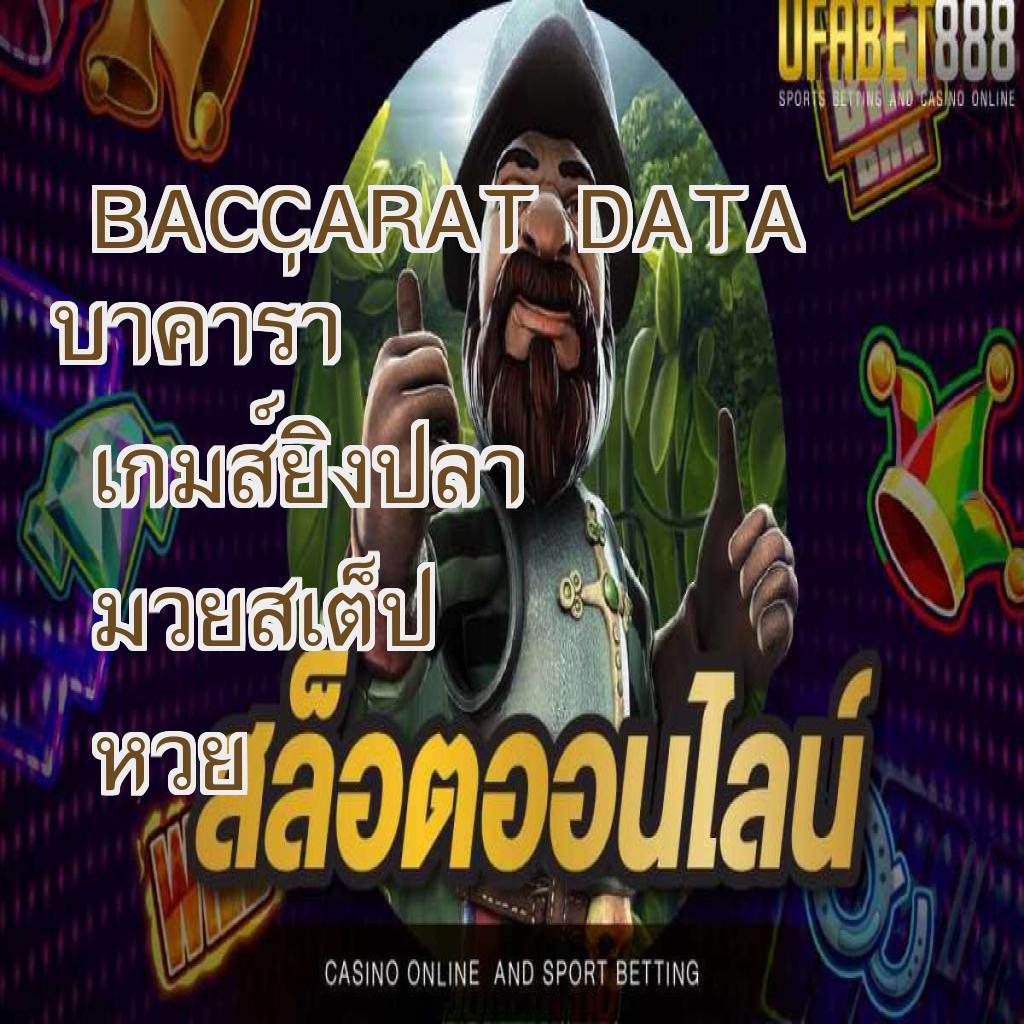 UFABET888
SPORTS BETTING AND CASINO ONLINE
BAR
BACCARAT DATA
บาคาร่า
เกมส์ยิงปลา
มวยสเต็ป
หวย
สล็อตออนไลน์
WIN
CASINO ONLINE AND SPORT BETTING